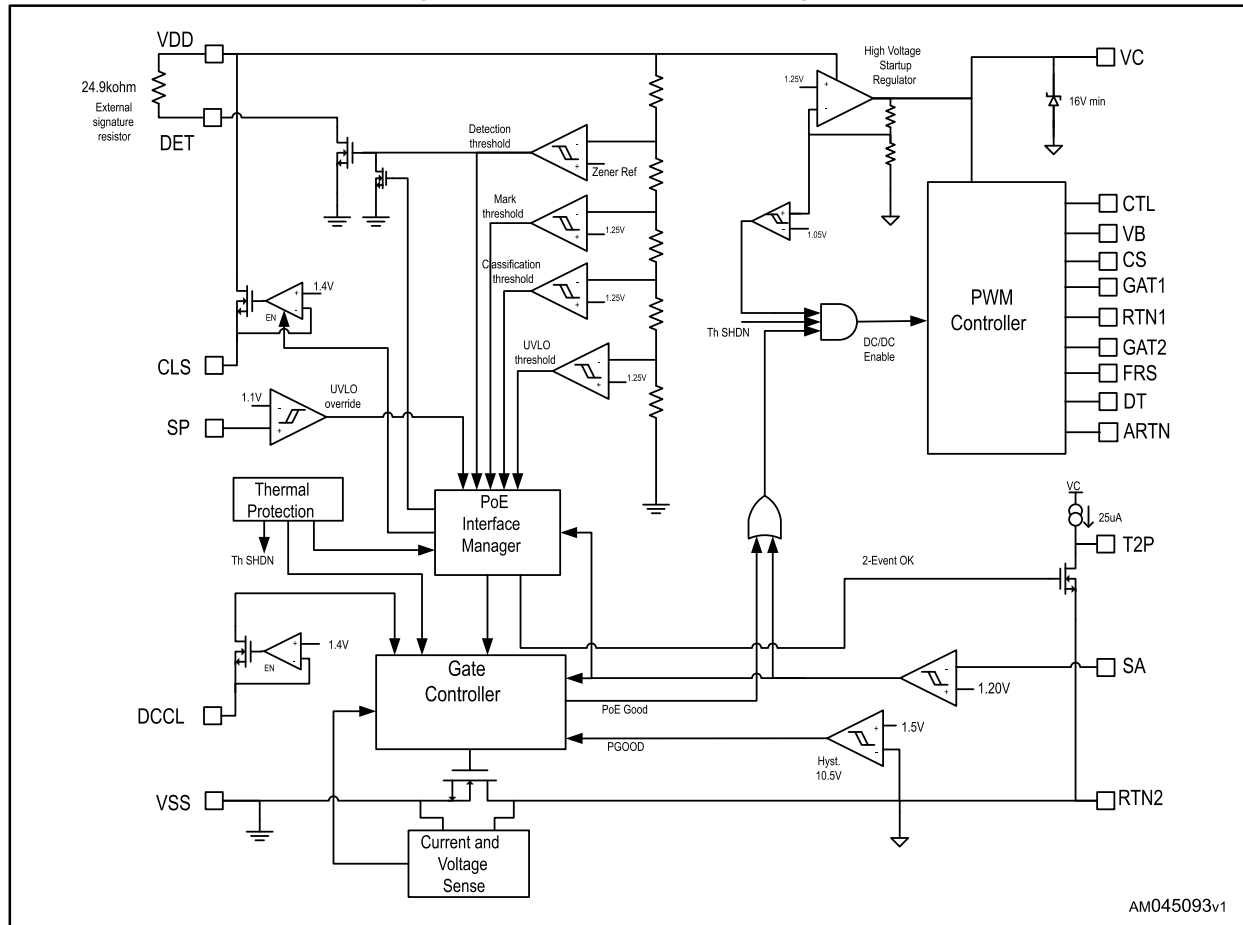 VDD
24.9kohm
External
signature
resistor
DET
High Voltage
Startup
Regulator
1.25V
+
-
VC
16V min
Detection
threshold
-
+
Zener Ref
Mark
threshold
-
+
1.25V
Classification
threshold
-
+
1.25V
UVLO
threshold
-
+
1.25V
+
-
1.05V
Th SHDN
DC/DC
Enable
PWM
Controller
CTL
VB
CS
GAT1
RTN1
GAT2
FRS
DT
ARTN
1.4V
+
-
EN
CLS
1.1V
-
+
UVLO
override
SP
Thermal
Protection
Th SHDN
PoE
Interface
Manager
VC
25uA
T2P
2-Event OK
1.4V
+
-
EN
DCCL
Gate
Controller
PoE Good
PGOOD
-
+
1.20V
SA
+
-
1.5V
Hyst.
10.5V
VSS
RTN2
Current and
Voltage
Sense
AM045093v1